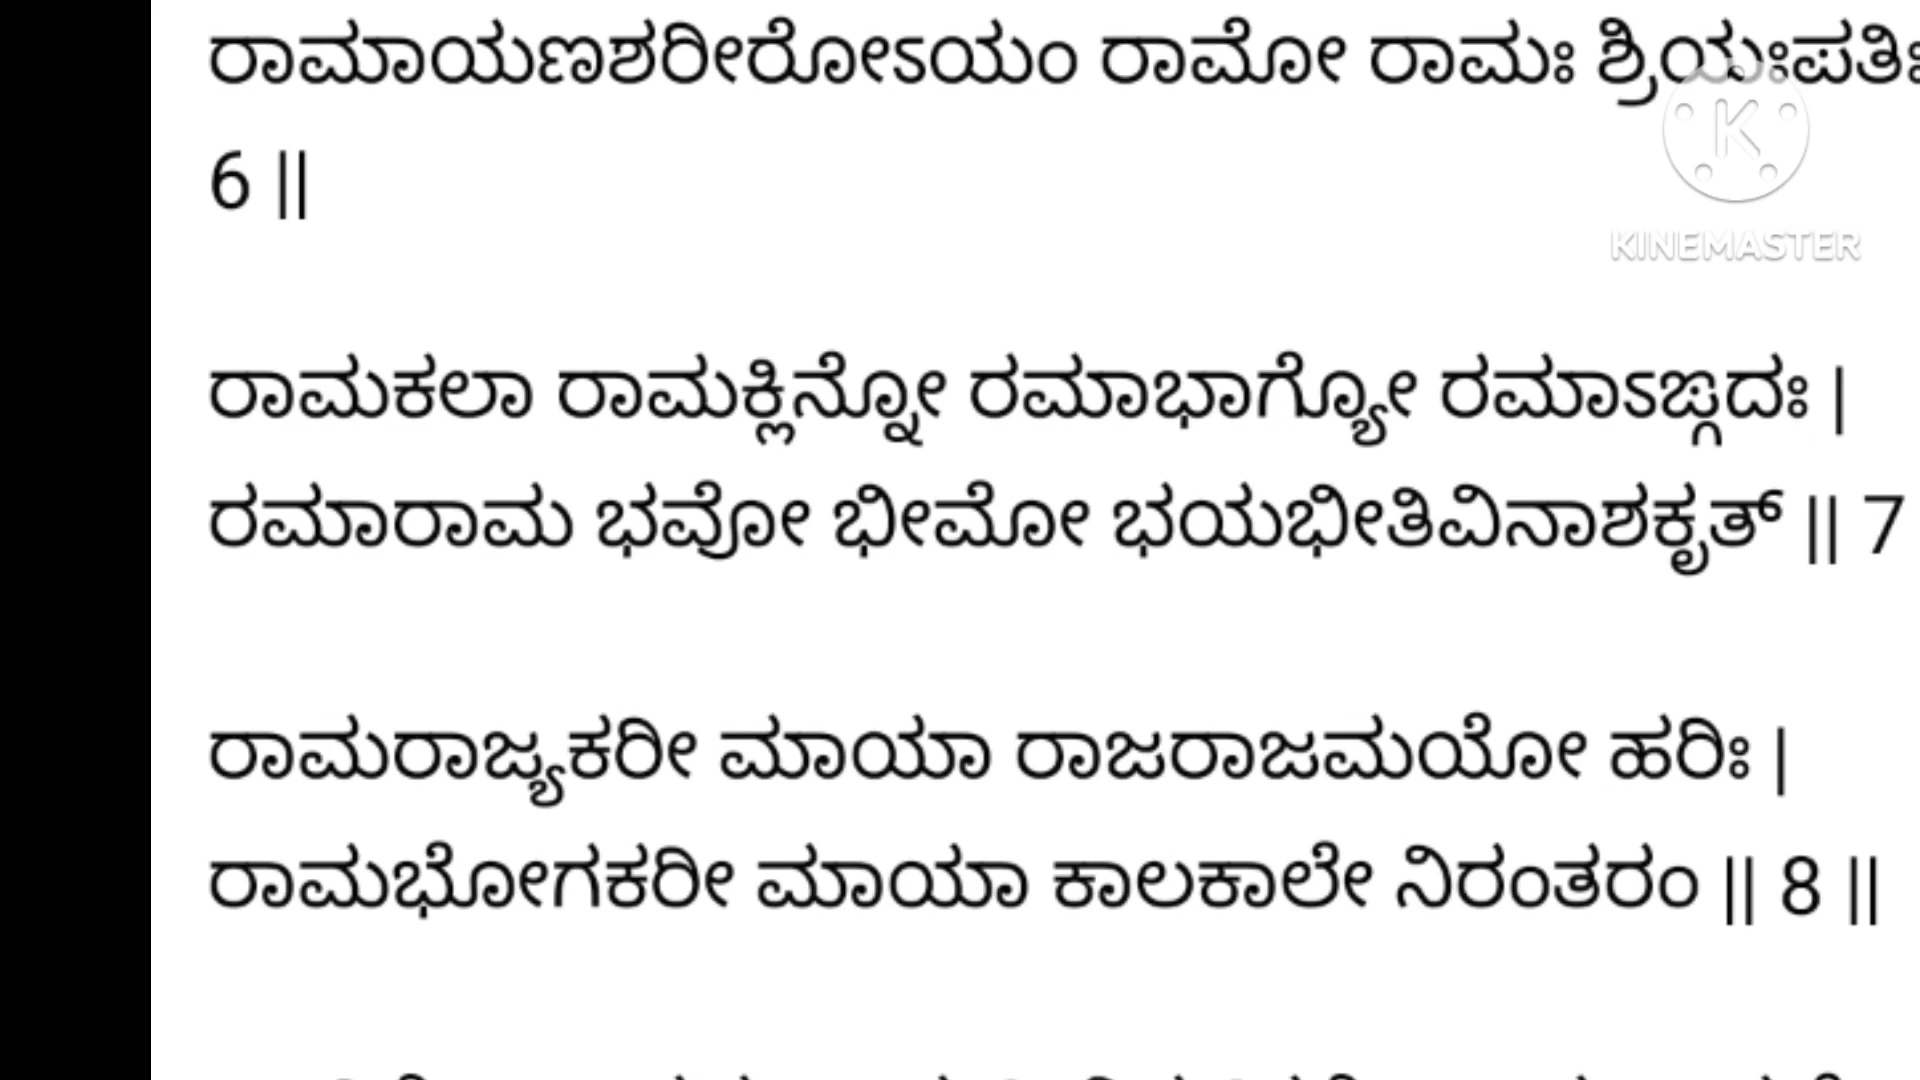 ರಾಮಾಯಣಶರೀರೋಽಯಂ ರಾಮೋ ರಾಮಃ ಶ್ರಿಯಃಪತಿಃ
6 ||
KINEMASTER
ರಾಮಕಲಾ ರಾಮಕ್ಲಿನ್ನೋ ರಮಾಭಾಗ್ಯೋ ರಮಾಽಙ್ಗದಃ |
ರಮಾರಾಮ ಭವೋ ಭೀಮೋ ಭಯಭೀತಿವಿನಾಶಕೃತ್ || 7
ರಾಮರಾಜ್ಯಕರೀ ಮಾಯಾ ರಾಜರಾಜಮಯೋ ಹರಿಃ |
ರಾಮಭೋಗಕರೀ ಮಾಯಾ ಕಾಲಕಾಲೇ ನಿರಂತರಂ || 8 ||